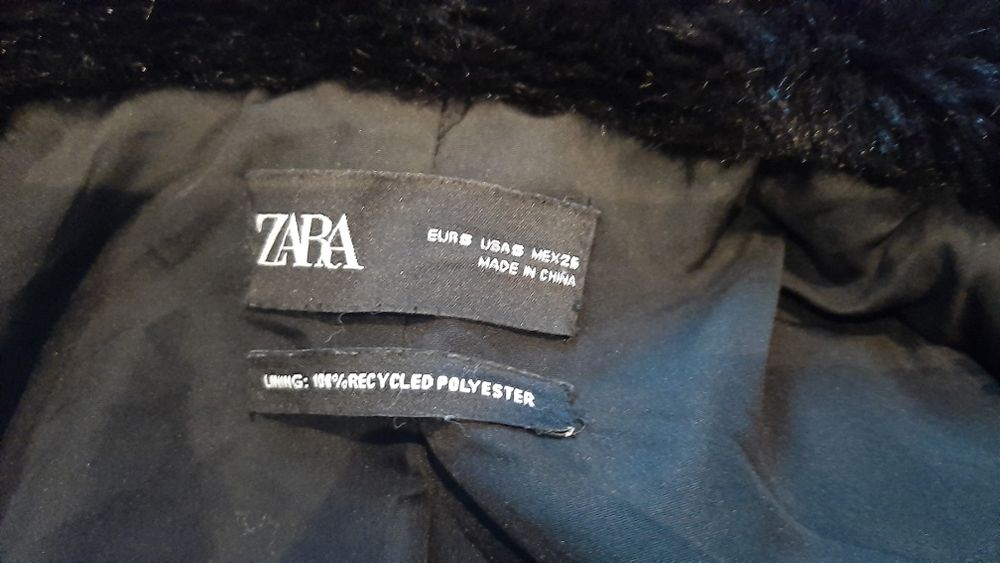 ZARA
EUR S USA S MEX 26
MADE IN CHINA
LINING: 100% RECYCLED POLYESTER